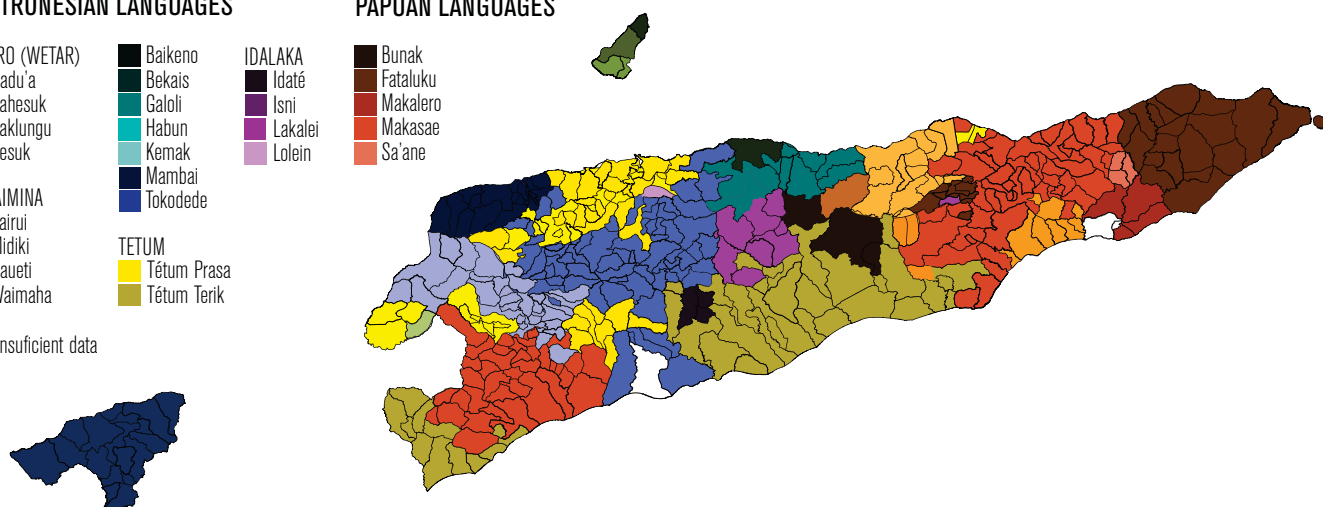 TRONESIAN LANGUAGES
RO (WETAR)
adu'a
ahesuk
aklungu
esuk
AIMINA
airui
idiki
aueti
Vaimaha
nsuficient data
Baikeno
Bekais
Galoli
Habun
Kemak
Mambai
Tokodede
TETUM
Tétum Prasa
Tétum Terik
IDALAKA
Idaté
Isni
Lakalei
Lolein
PAPUAN LANGUAGES
Bunak
Fataluku
Makalero
Makasae
Sa'ane